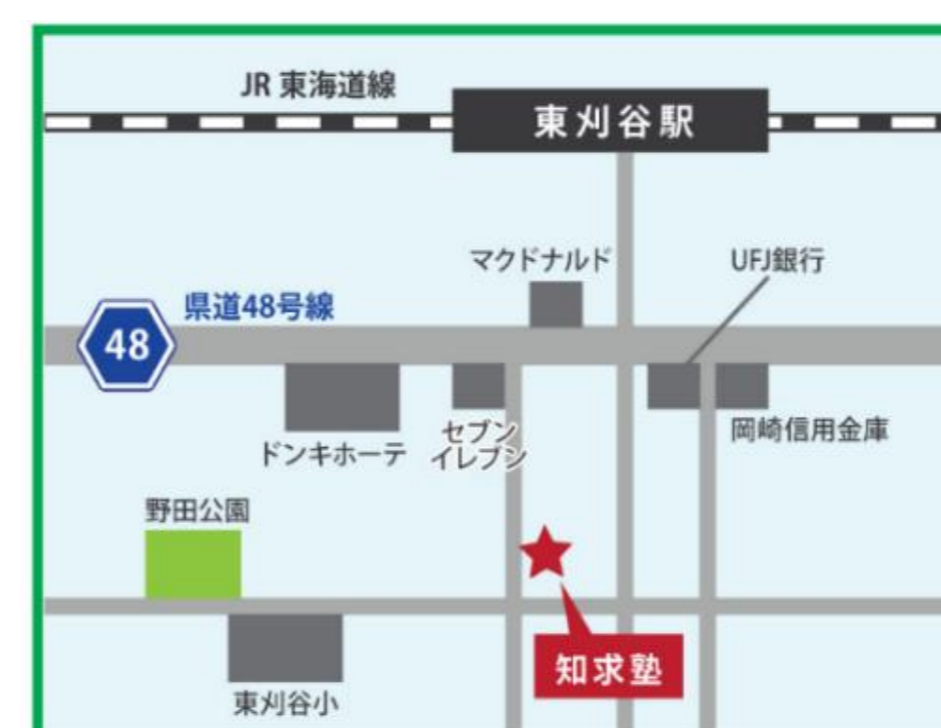 JR 東海道線
東刈谷駅
マクドナルド
UFJ銀行
県道48号線
48
ドンキホーテ
セブン
イレブン
岡崎信用金庫
野田公園
知求塾
東刈谷小